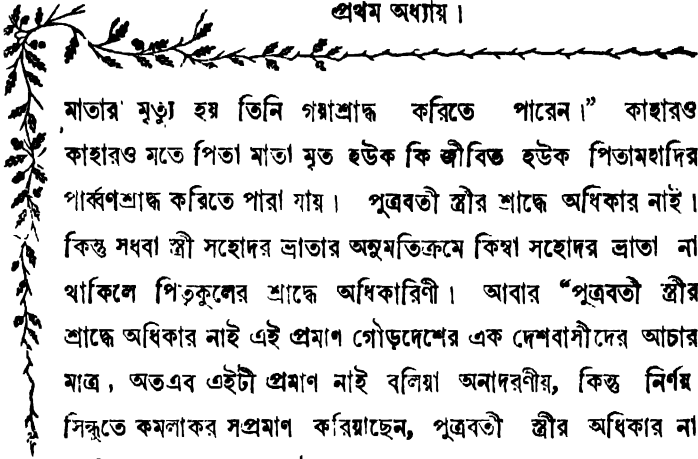 প্রথম অধ্যায়।
মাতার মৃত্যু হয় তিনি গয়াশ্রাদ্ধ করিতে পারেন।” কাহারও
কাহারও মতে পিতা মাতা মৃত হউক কি জীবিত হউক পিতামহাদির
পার্ব্বণশ্রাদ্ধ করিতে পারা যায়। পুত্রবতী স্ত্রীর শ্রাদ্ধে অধিকার নাই।
কিন্তু সধবা স্ত্রী সহোদর ভ্রাতার অনুমতিক্রমে কিম্বা সহোদর ভ্রাতা না
থাকিলে পিতৃকুলের শ্রাদ্ধে অধিকারিণী। আবার “পুত্রবতী স্ত্রীর
শ্রাদ্ধে অধিকার নাই এই প্রমাণ গৌড়দেশের এক দেশবাসীদের আচার
মাত্র, অতএব এইটী প্রমাণ নাই বলিয়া অনাদরণীয়, কিন্তু নির্ণয়
সিন্ধুতে কমলাকর সপ্রমাণ করিয়াছেন, পুত্রবতী স্ত্রীর অধিকার না